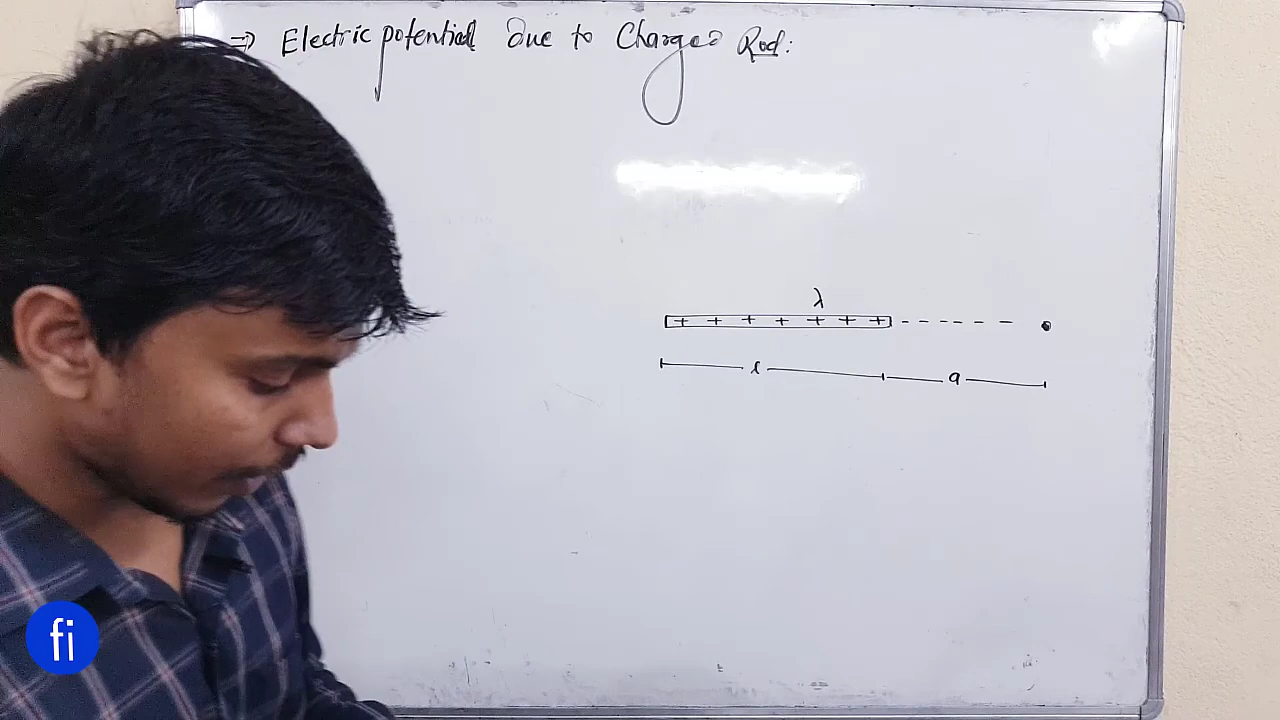 ⇒ Electric potential Due to Charged Rod:
λ
+ + + + + + +
l a
fi